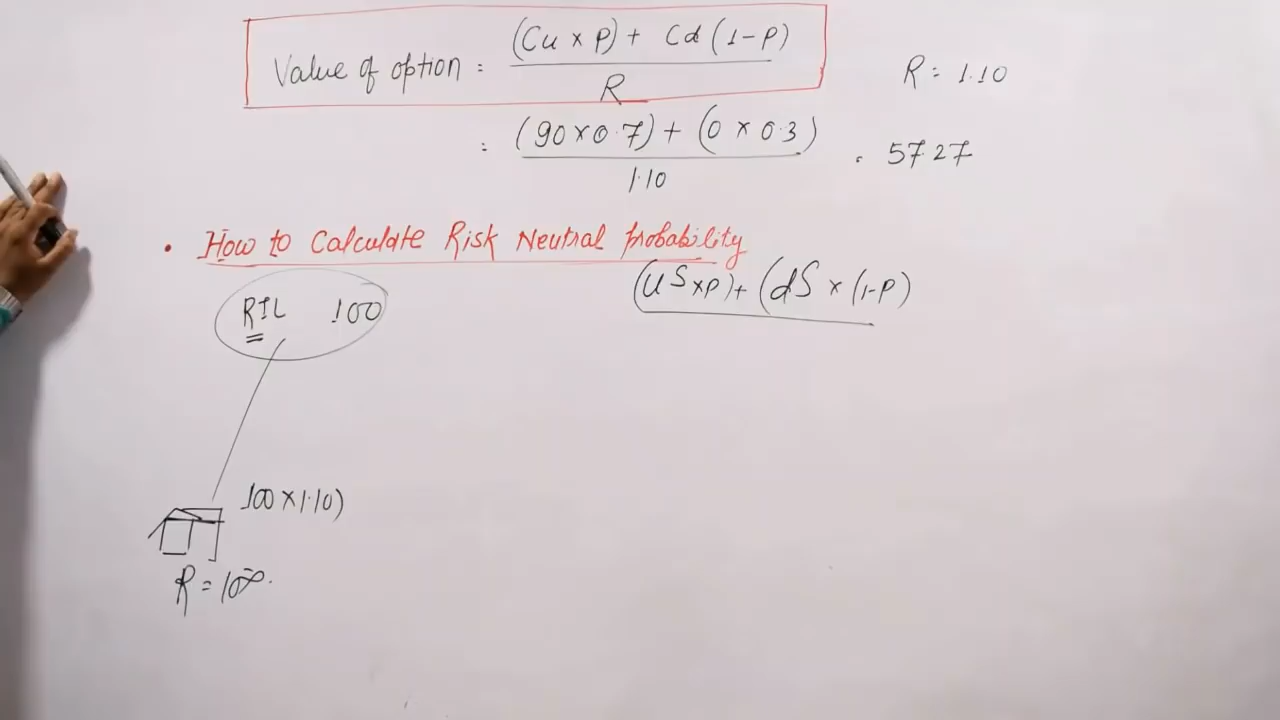 Value of option = (Cu × P) + Cd (1-P)
R
R = 1.10
= (90 × 0.7) + (0 × 0.3)
1.10
. 57.27
• How to Calculate Risk Neutral Probability
(uS × P) + (dS × (1-P)
RIL 100
100 × 1.10)
R = 10%.